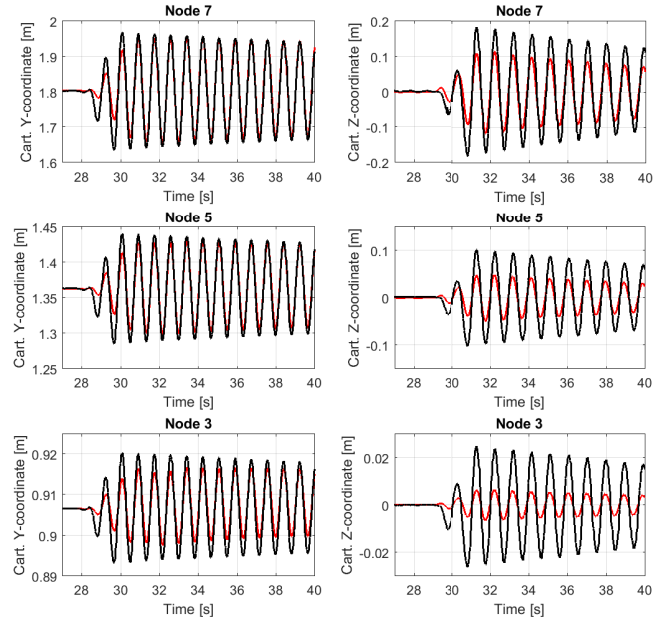 Node 7
Cart. Y-coordinate [m]
2
1.9
1.8
1.7
1.6
28 30 32 34 36 38 40
Time [s]
Node 7
Cart. Z-coordinate [m]
0.2
0.1
0
-0.1
-0.2
28 30 32 34 36 38 40
Time [s]
Node 5
Cart. Y-coordinate [m]
1.45
1.4
1.35
1.3
1.25
28 30 32 34 36 38 40
Time [s]
Node 5
Cart. Z-coordinate [m]
0.1
0
-0.1
28 30 32 34 36 38 40
Time [s]
Node 3
Cart. Y-coordinate [m]
0.92
0.91
0.9
0.89
28 30 32 34 36 38 40
Time [s]
Node 3
Cart. Z-coordinate [m]
0.02
0
-0.02
28 30 32 34 36 38 40
Time [s]